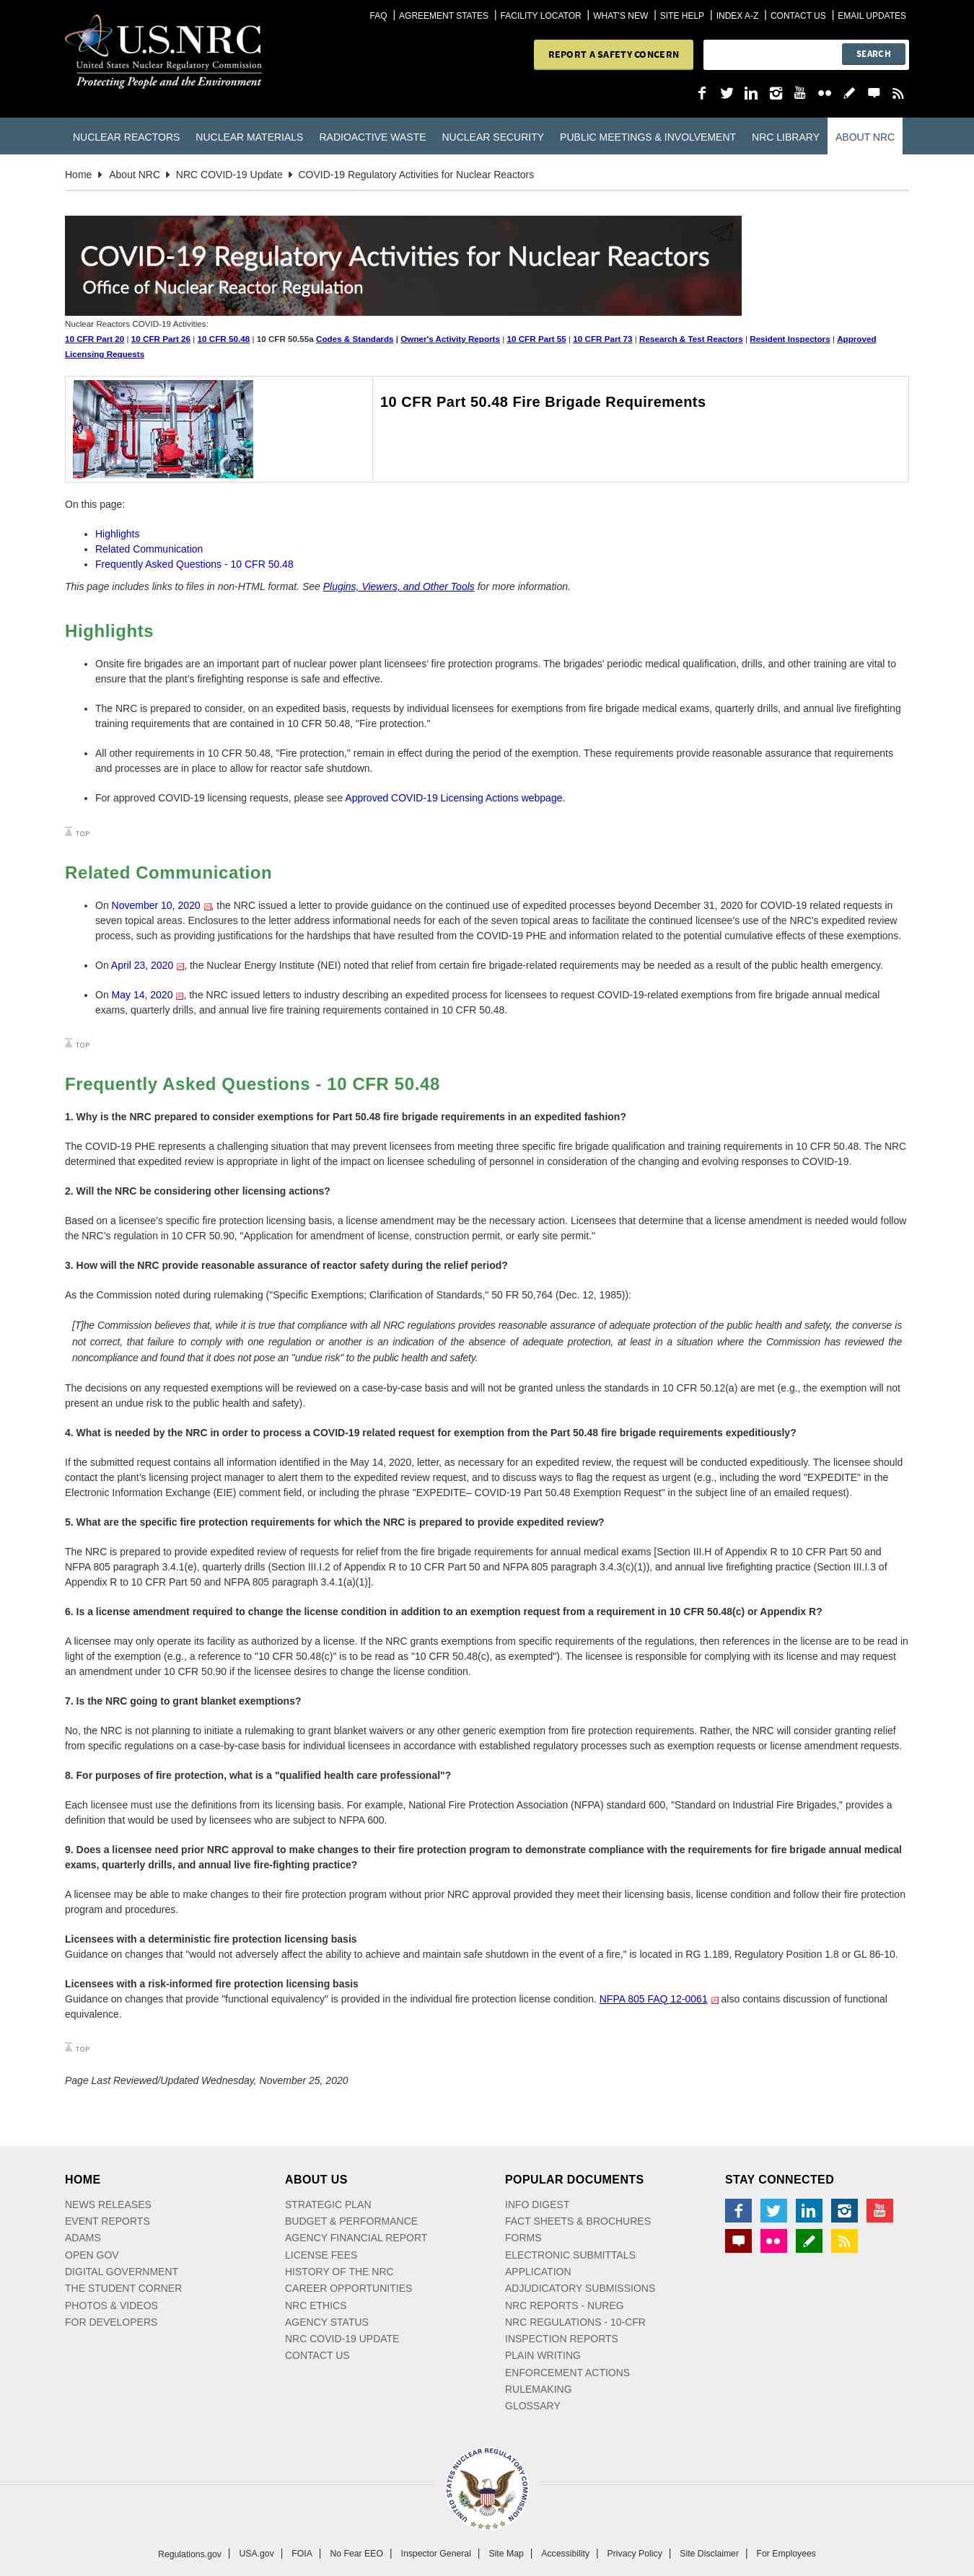 FAQ | AGREEMENT STATES | FACILITY LOCATOR | WHAT'S NEW | SITE HELP | INDEX A-Z | CONTACT US | EMAIL UPDATES
U.S.NRC
United States Nuclear Regulatory Commission
Protecting People and the Environment
REPORT A SAFETY CONCERN
SEARCH
NUCLEAR REACTORS NUCLEAR MATERIALS RADIOACTIVE WASTE NUCLEAR SECURITY PUBLIC MEETINGS & INVOLVEMENT NRC LIBRARY ABOUT NRC
Home About NRC NRC COVID-19 Update COVID-19 Regulatory Activities for Nuclear Reactors
COVID-19 Regulatory Activities for Nuclear Reactors
Office of Nuclear Reactor Regulation
Nuclear Reactors COVID-19 Activities:
10 CFR Part 20 | 10 CFR Part 26 | 10 CFR 50.48 | 10 CFR 50.55a Codes & Standards | Owner's Activity Reports | 10 CFR Part 55 | 10 CFR Part 73 | Research & Test Reactors | Resident Inspectors | Approved
Licensing Requests
10 CFR Part 50.48 Fire Brigade Requirements
On this page:
• Highlights
• Related Communication
• Frequently Asked Questions - 10 CFR 50.48
This page includes links to files in non-HTML format. See Plugins, Viewers, and Other Tools for more information.
Highlights
• Onsite fire brigades are an important part of nuclear power plant licensees' fire protection programs. The brigades' periodic medical qualification, drills, and other training are vital to
ensure that the plant's firefighting response is safe and effective.
• The NRC is prepared to consider, on an expedited basis, requests by individual licensees for exemptions from fire brigade medical exams, quarterly drills, and annual live firefighting
training requirements that are contained in 10 CFR 50.48, "Fire protection."
• All other requirements in 10 CFR 50.48, "Fire protection," remain in effect during the period of the exemption. These requirements provide reasonable assurance that requirements
and processes are in place to allow for reactor safe shutdown.
• For approved COVID-19 licensing requests, please see Approved COVID-19 Licensing Actions webpage.
TOP
Related Communication
• On November 10, 2020, the NRC issued a letter to provide guidance on the continued use of expedited processes beyond December 31, 2020 for COVID-19 related requests in
seven topical areas. Enclosures to the letter address informational needs for each of the seven topical areas to facilitate the continued licensee's use of the NRC's expedited review
process, such as providing justifications for the hardships that have resulted from the COVID-19 PHE and information related to the potential cumulative effects of these exemptions.
• On April 23, 2020, the Nuclear Energy Institute (NEI) noted that relief from certain fire brigade-related requirements may be needed as a result of the public health emergency.
• On May 14, 2020, the NRC issued letters to industry describing an expedited process for licensees to request COVID-19-related exemptions from fire brigade annual medical
exams, quarterly drills, and annual live fire training requirements contained in 10 CFR 50.48.
TOP
Frequently Asked Questions - 10 CFR 50.48
1. Why is the NRC prepared to consider exemptions for Part 50.48 fire brigade requirements in an expedited fashion?
The COVID-19 PHE represents a challenging situation that may prevent licensees from meeting three specific fire brigade qualification and training requirements in 10 CFR 50.48. The NRC
determined that expedited review is appropriate in light of the impact on licensee scheduling of personnel in consideration of the changing and evolving responses to COVID-19.
2. Will the NRC be considering other licensing actions?
Based on a licensee's specific fire protection licensing basis, a license amendment may be the necessary action. Licensees that determine that a license amendment is needed would follow
the NRC's regulation in 10 CFR 50.90, "Application for amendment of license, construction permit, or early site permit."
3. How will the NRC provide reasonable assurance of reactor safety during the relief period?
As the Commission noted during rulemaking ("Specific Exemptions; Clarification of Standards," 50 FR 50,764 (Dec. 12, 1985)):
[T]he Commission believes that, while it is true that compliance with all NRC regulations provides reasonable assurance of adequate protection of the public health and safety, the converse is
not correct, that failure to comply with one regulation or another is an indication of the absence of adequate protection, at least in a situation where the Commission has reviewed the
noncompliance and found that it does not pose an "undue risk" to the public health and safety.
The decisions on any requested exemptions will be reviewed on a case-by-case basis and will not be granted unless the standards in 10 CFR 50.12(a) are met (e.g., the exemption will not
present an undue risk to the public health and safety).
4. What is needed by the NRC in order to process a COVID-19 related request for exemption from the Part 50.48 fire brigade requirements expeditiously?
If the submitted request contains all information identified in the May 14, 2020, letter, as necessary for an expedited review, the request will be conducted expeditiously. The licensee should
contact the plant's licensing project manager to alert them to the expedited review request, and to discuss ways to flag the request as urgent (e.g., including the word "EXPEDITE" in the
Electronic Information Exchange (EIE) comment field, or including the phrase "EXPEDITE– COVID-19 Part 50.48 Exemption Request" in the subject line of an emailed request).
5. What are the specific fire protection requirements for which the NRC is prepared to provide expedited review?
The NRC is prepared to provide expedited review of requests for relief from the fire brigade requirements for annual medical exams [Section III.H of Appendix R to 10 CFR Part 50 and
NFPA 805 paragraph 3.4.1(e), quarterly drills (Section III.I.2 of Appendix R to 10 CFR Part 50 and NFPA 805 paragraph 3.4.3(c)(1)), and annual live firefighting practice (Section III.I.3 of
Appendix R to 10 CFR Part 50 and NFPA 805 paragraph 3.4.1(a)(1)].
6. Is a license amendment required to change the license condition in addition to an exemption request from a requirement in 10 CFR 50.48(c) or Appendix R?
A licensee may only operate its facility as authorized by a license. If the NRC grants exemptions from specific requirements of the regulations, then references in the license are to be read in
light of the exemption (e.g., a reference to "10 CFR 50.48(c)" is to be read as "10 CFR 50.48(c), as exempted"). The licensee is responsible for complying with its license and may request
an amendment under 10 CFR 50.90 if the licensee desires to change the license condition.
7. Is the NRC going to grant blanket exemptions?
No, the NRC is not planning to initiate a rulemaking to grant blanket waivers or any other generic exemption from fire protection requirements. Rather, the NRC will consider granting relief
from specific regulations on a case-by-case basis for individual licensees in accordance with established regulatory processes such as exemption requests or license amendment requests.
8. For purposes of fire protection, what is a "qualified health care professional"?
Each licensee must use the definitions from its licensing basis. For example, National Fire Protection Association (NFPA) standard 600, "Standard on Industrial Fire Brigades," provides a
definition that would be used by licensees who are subject to NFPA 600.
9. Does a licensee need prior NRC approval to make changes to their fire protection program to demonstrate compliance with the requirements for fire brigade annual medical
exams, quarterly drills, and annual live fire-fighting practice?
A licensee may be able to make changes to their fire protection program without prior NRC approval provided they meet their licensing basis, license condition and follow their fire protection
program and procedures.
Licensees with a deterministic fire protection licensing basis
Guidance on changes that "would not adversely affect the ability to achieve and maintain safe shutdown in the event of a fire," is located in RG 1.189, Regulatory Position 1.8 or GL 86-10.
Licensees with a risk-informed fire protection licensing basis
Guidance on changes that provide "functional equivalency" is provided in the individual fire protection license condition. NFPA 805 FAQ 12-0061 also contains discussion of functional
equivalence.
TOP
Page Last Reviewed/Updated Wednesday, November 25, 2020
HOME
NEWS RELEASES
EVENT REPORTS
ADAMS
OPEN GOV
DIGITAL GOVERNMENT
THE STUDENT CORNER
PHOTOS & VIDEOS
FOR DEVELOPERS
ABOUT US
STRATEGIC PLAN
BUDGET & PERFORMANCE
AGENCY FINANCIAL REPORT
LICENSE FEES
HISTORY OF THE NRC
CAREER OPPORTUNITIES
NRC ETHICS
AGENCY STATUS
NRC COVID-19 UPDATE
CONTACT US
POPULAR DOCUMENTS
INFO DIGEST
FACT SHEETS & BROCHURES
FORMS
ELECTRONIC SUBMITTALS
APPLICATION
ADJUDICATORY SUBMISSIONS
NRC REPORTS - NUREG
NRC REGULATIONS - 10-CFR
INSPECTION REPORTS
PLAIN WRITING
ENFORCEMENT ACTIONS
RULEMAKING
GLOSSARY
STAY CONNECTED
You Tube
UNITED STATES NUCLEAR REGULATORY COMMISSION
Regulations.gov | USA.gov | FOIA | No Fear EEO | Inspector General | Site Map | Accessibility | Privacy Policy | Site Disclaimer | For Employees